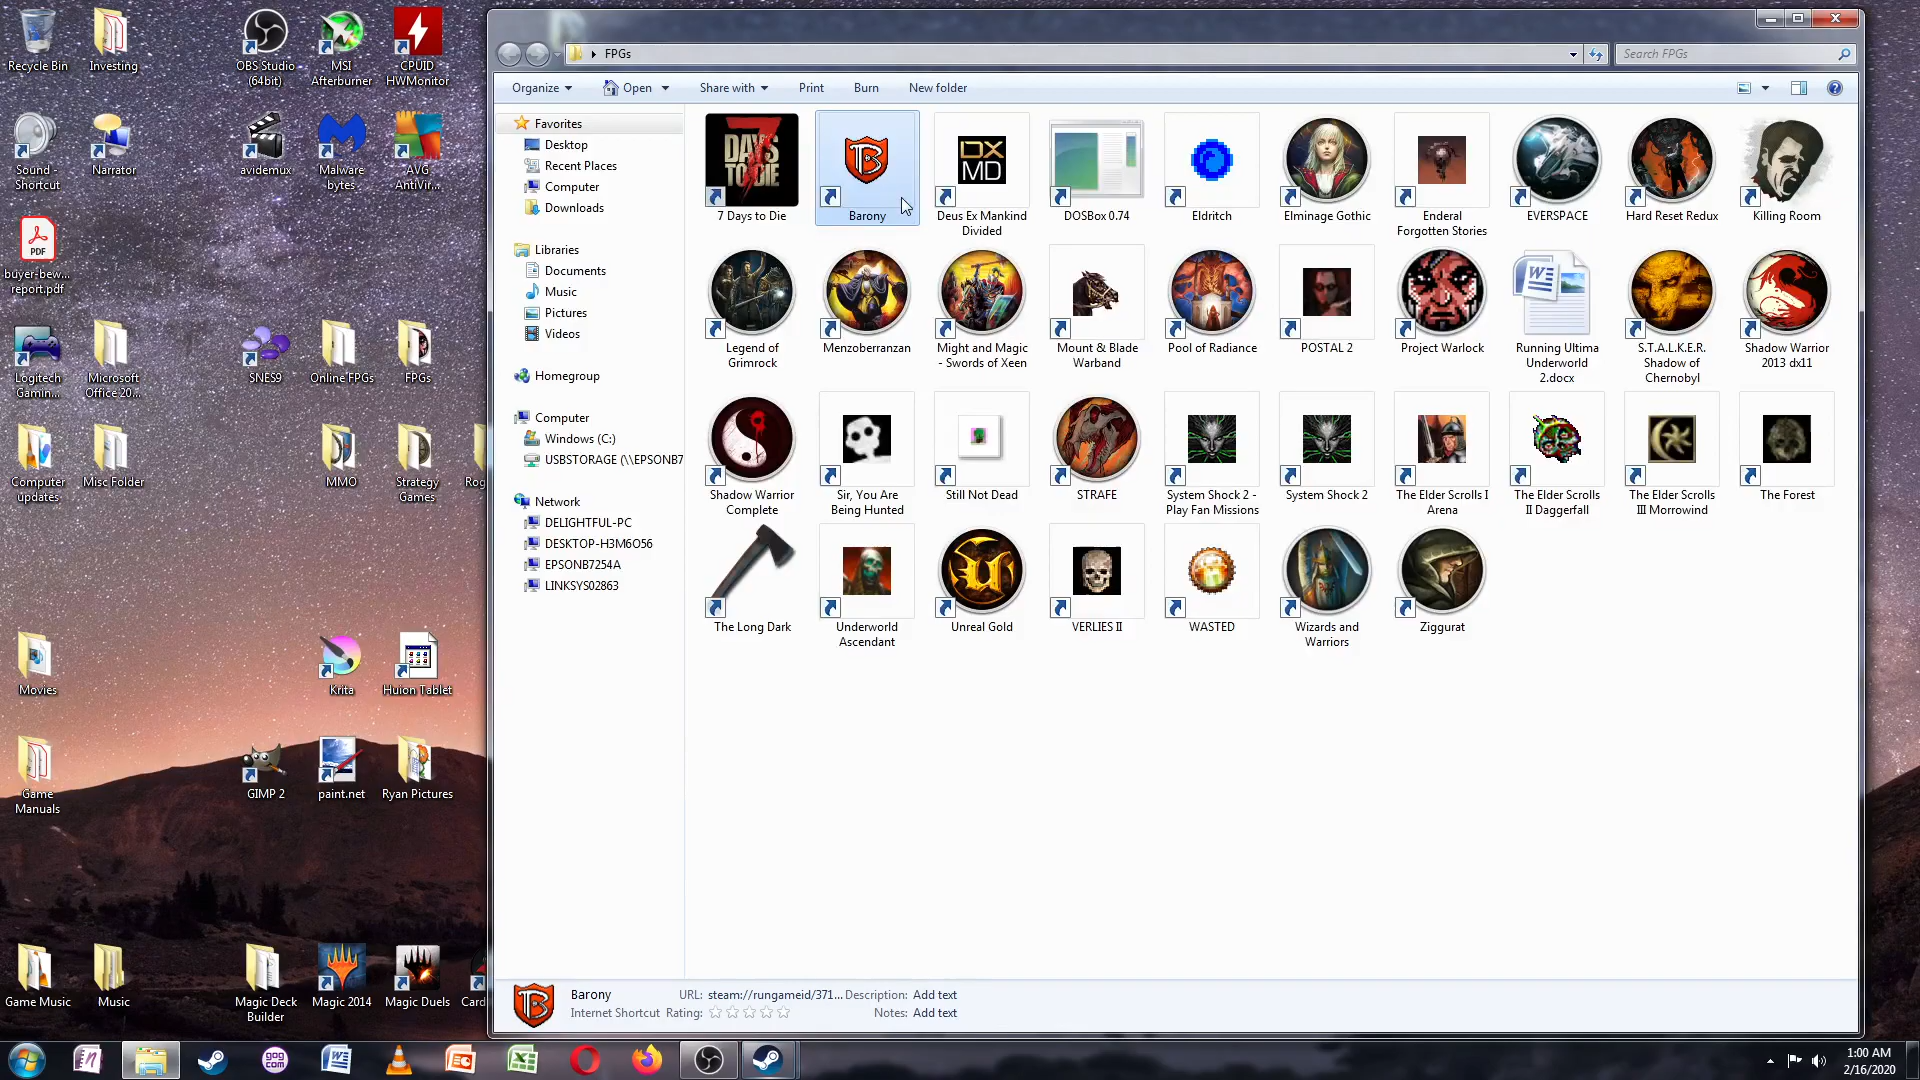 Recycle Bin
Investing
OBS Studio
(64bit)
MSI
Afterburner
CPUID
HWMonitor
Sound -
Shortcut
Narrator
avidemux
Malware
bytes
AVG
AntiVir...
PDF
buyer-bew...
report.pdf
Logitech
Gamin...
Microsoft
Office 20...
SNES9
Online FPGs
FPGs
Computer
updates
Misc Folder
MMO
Strategy
Games
Rog
Movies
Krita
Huion Tablet
Game
Manuals
GIMP 2
paint.net
Ryan Pictures
Game Music
Music
Magic Deck
Builder
Magic 2014
Magic Duels
Card
FPGs
Search FPGs
Organize
Open
Share with
Print
Burn
New folder
Favorites
Desktop
Recent Places
Computer
Downloads
Libraries
Documents
Music
Pictures
Videos
Homegroup
Computer
Windows (C:)
USBSTORAGE (\\EPSONB7
Network
DELIGHTFUL-PC
DESKTOP-H3M6O56
EPSONB7254A
LINKSYS02863
7
DAYS
TO DIE
7 Days to Die
B
Barony
DX
MD
Deus Ex Mankind
Divided
DOSBox 0.74
Eldritch
Elminage Gothic
Enderal
Forgotten Stories
EVERSPACE
Hard Reset Redux
Killing Room
Legend of
Grimrock
Menzoberranzan
Might and Magic
- Swords of Xeen
Mount & Blade
Warband
Pool of Radiance
POSTAL 2
Project Warlock
W
Running Ultima
Underworld
2.docx
S.T.A.L.K.E.R.
Shadow of
Chernobyl
Shadow Warrior
2013 dx11
Shadow Warrior
Complete
Sir, You Are
Being Hunted
Still Not Dead
STRAFE
System Shock 2 -
Play Fan Missions
System Shock 2
The Elder Scrolls I
Arena
The Elder Scrolls
II Daggerfall
The Elder Scrolls
III Morrowind
The Forest
The Long Dark
Underworld
Ascendant
Unreal Gold
VERLIES II
WASTED
Wizards and
Warriors
Ziggurat
B
Barony
URL: steam://rungameid/371...
Description: Add text
Internet Shortcut
Rating:
Notes: Add text
gog
com
1:00 AM
2/16/2020